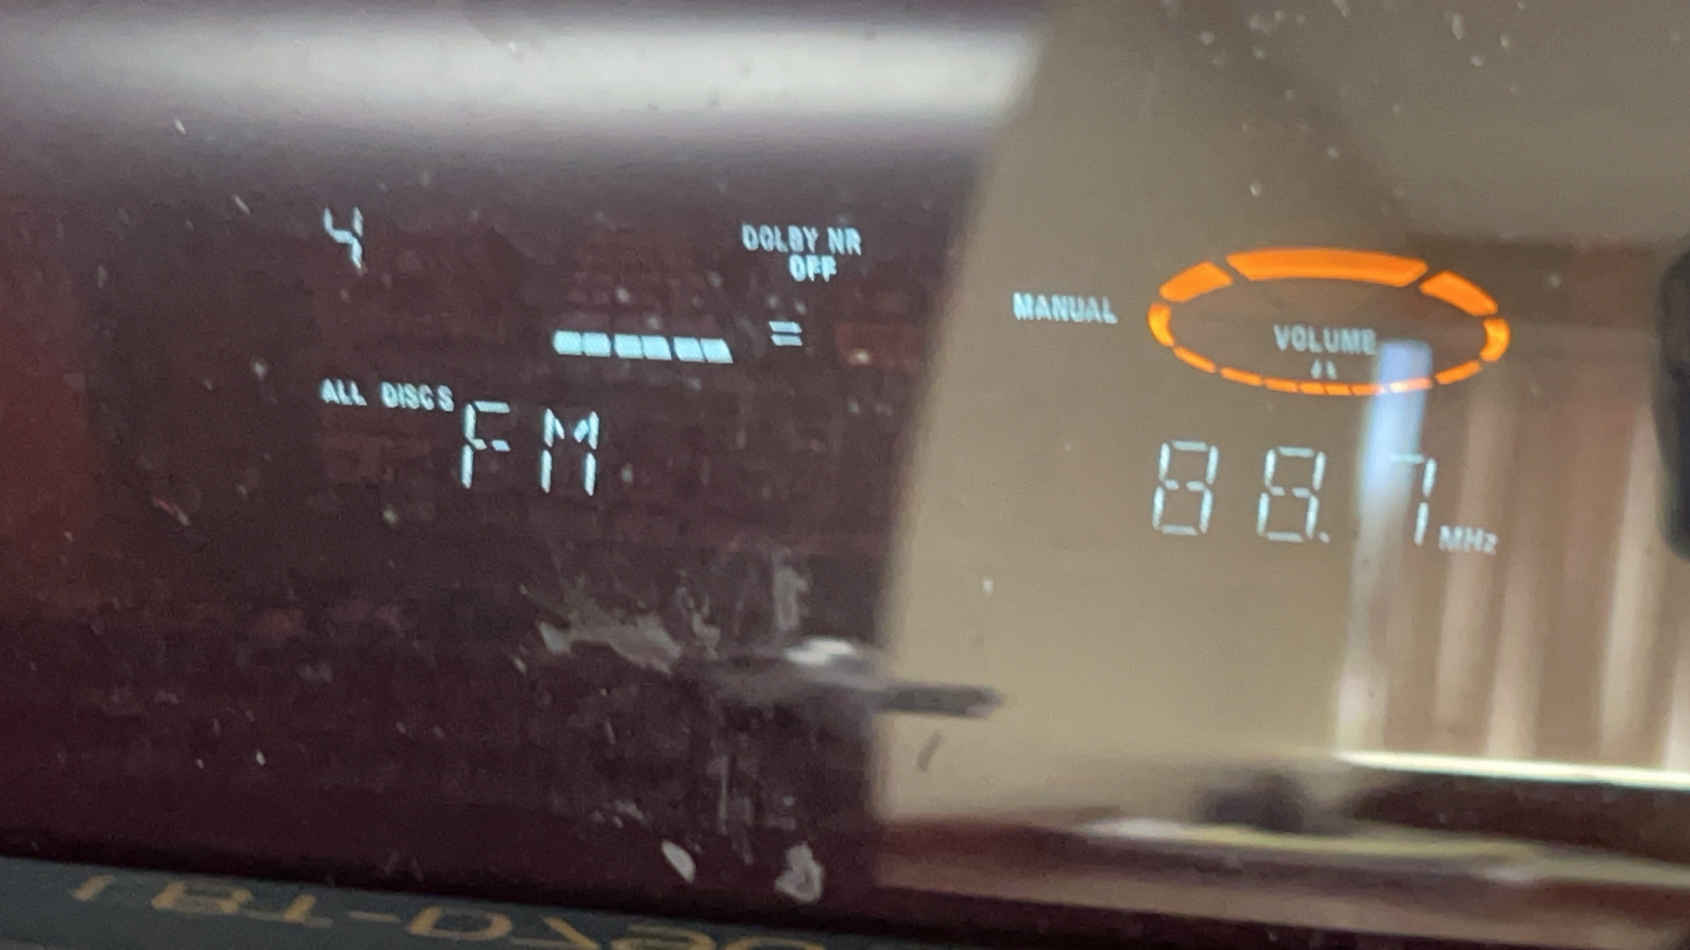 4
DOLBY NR
OFF
MANUAL
VOLUME
ALL DISCS
FM
88.7 MHz